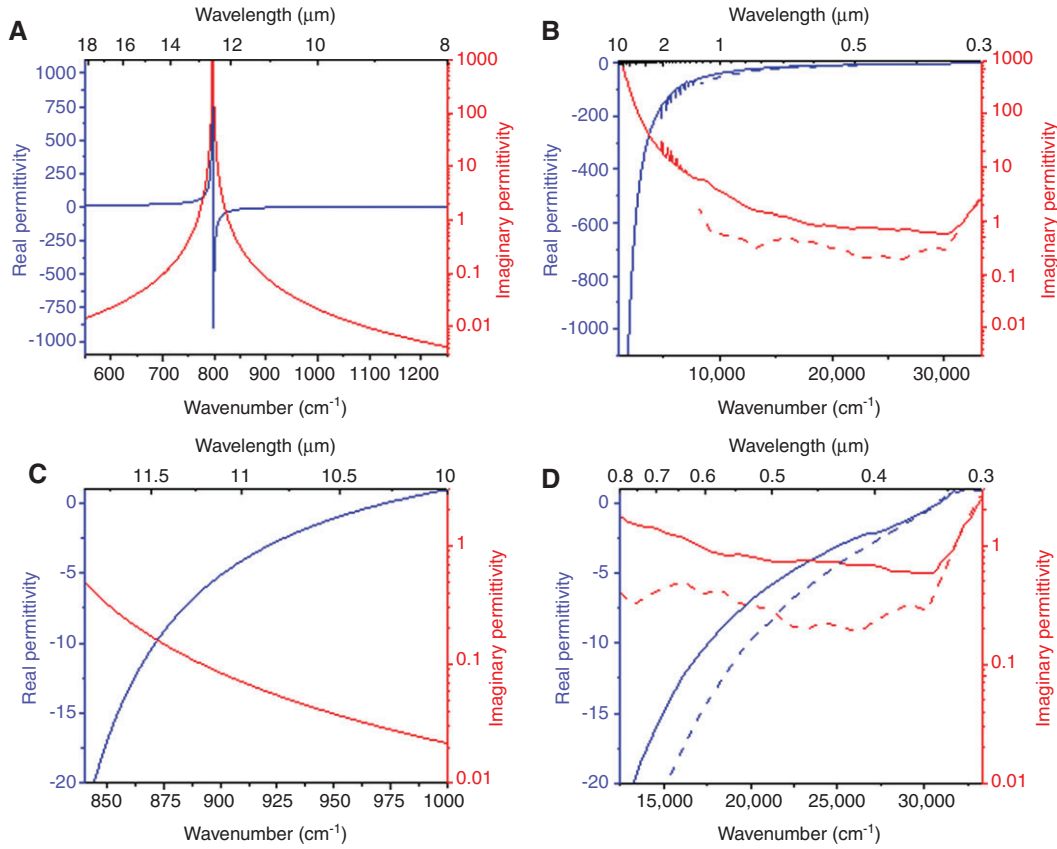 A
Wavelength (μm)
18 16 14 12 10 8
1000
750
500
250
0
-250
-500
-750
-1000
Real permittivity
1000
100
10
1
0.1
0.01
Imaginary permittivity
600 700 800 900 1000 1100 1200
Wavenumber (cm-1)
B
Wavelength (μm)
10 2 1 0.5 0.3
0
-200
-400
-600
-800
-1000
Real permittivity
1000
100
10
1
0.1
0.01
Imaginary permittivity
10,000 20,000 30,000
Wavenumber (cm-1)
C
Wavelength (μm)
11.5 11 10.5 10
0
-5
-10
-15
-20
Real permittivity
1
0.1
0.01
Imaginary permittivity
850 875 900 925 950 975 1000
Wavenumber (cm-1)
D
Wavelength (μm)
0.8 0.7 0.6 0.5 0.4 0.3
0
-5
-10
-15
-20
Real permittivity
1
0.1
0.01
Imaginary permittivity
15,000 20,000 25,000 30,000
Wavenumber (cm-1)